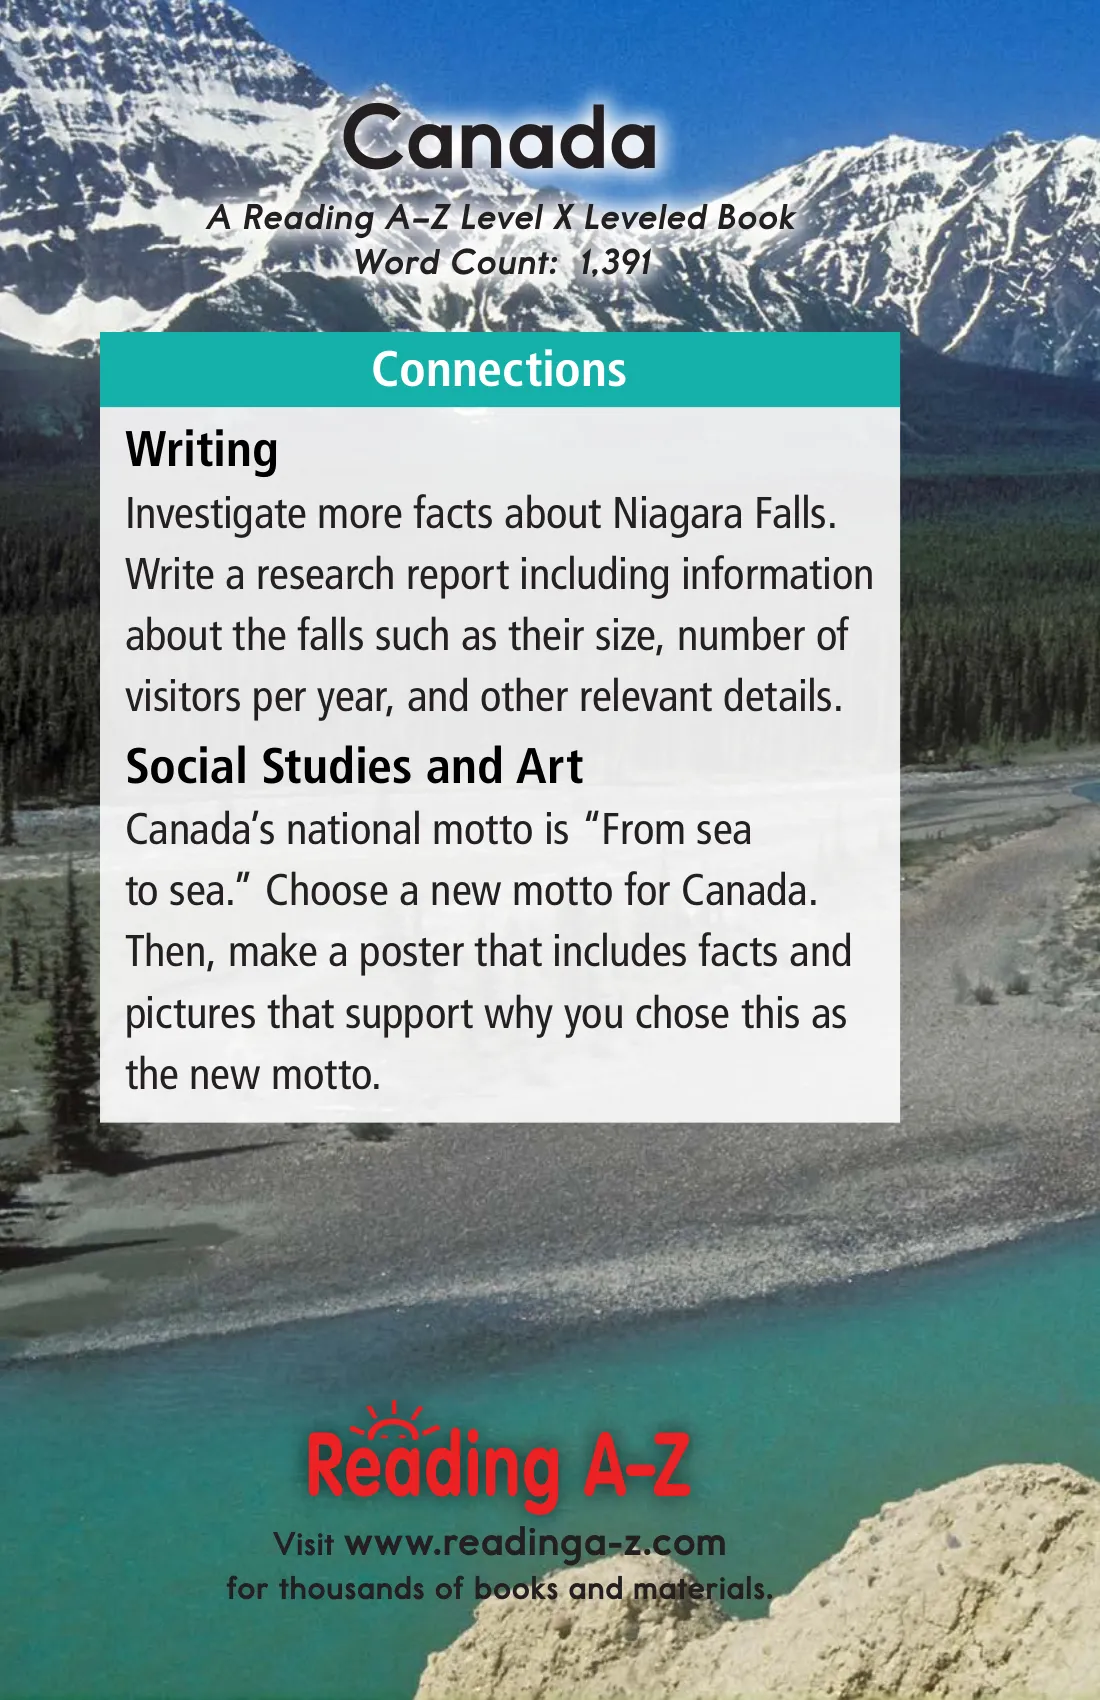 Canada
A Reading A–Z Level X Leveled Book
Word Count:  1,391
Connections
Writing
Investigate more facts about Niagara Falls.
Write a research report including information
about the falls such as their size, number of
visitors per year, and other relevant details.
Social Studies and Art
Canada’s national motto is “From sea
to sea.” Choose a new motto for Canada.
Then, make a poster that includes facts and
pictures that support why you chose this as
the new motto.
Reading A–Z
Visit www.readinga-z.com
for thousands of books and materials.